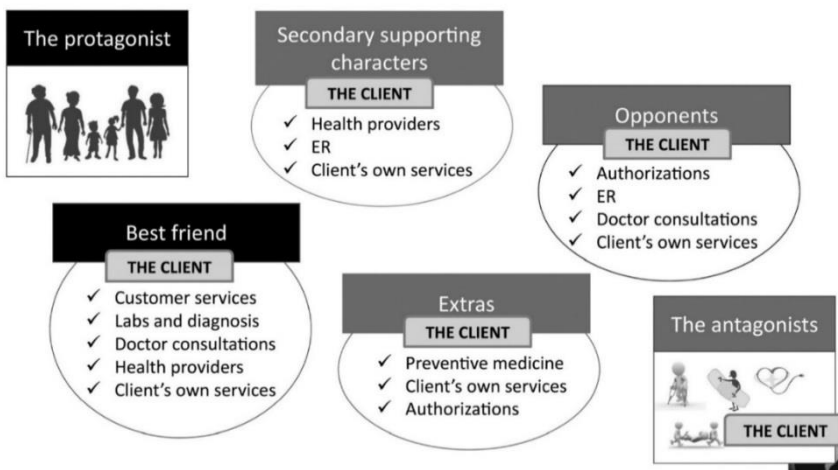 The protagonist
Secondary supporting
characters
THE CLIENT
✓ Health providers
✓ ER
✓ Client's own services
Opponents
THE CLIENT
✓ Authorizations
✓ ER
✓ Doctor consultations
✓ Client's own services
Best friend
THE CLIENT
✓ Customer services
✓ Labs and diagnosis
✓ Doctor consultations
✓ Health providers
✓ Client's own services
Extras
THE CLIENT
✓ Preventive medicine
✓ Client's own services
✓ Authorizations
The antagonists
THE CLIENT